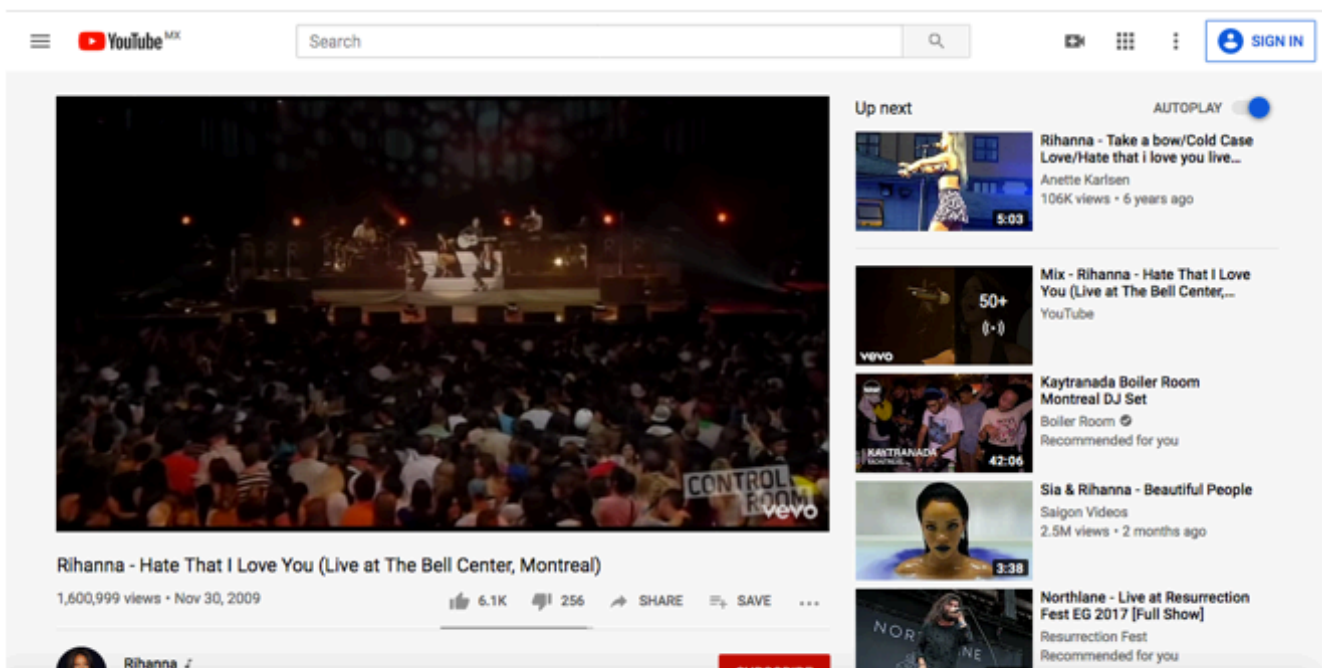 YouTube MX
Search
SIGN IN
CONTROL
ROOM
vevo
Rihanna - Hate That I Love You (Live at The Bell Center, Montreal)
1,600,999 views • Nov 30, 2009
6.1K 256 SHARE SAVE ...
Rihanna
SUBSCRIBE
Up next AUTOPLAY
5:03
Rihanna - Take a bow/Cold Case
Love/Hate that i love you live...
Anette Karlsen
106K views • 6 years ago
50+
vevo
Mix - Rihanna - Hate That I Love
You (Live at The Bell Center,...
YouTube
KAYTRANADA
MONTREAL
42:06
Kaytranada Boiler Room
Montreal DJ Set
Boiler Room
Recommended for you
3:38
Sia & Rihanna - Beautiful People
Saigon Videos
2.5M views • 2 months ago
Northlane - Live at Resurrection
Fest EG 2017 [Full Show]
Resurrection Fest
Recommended for you